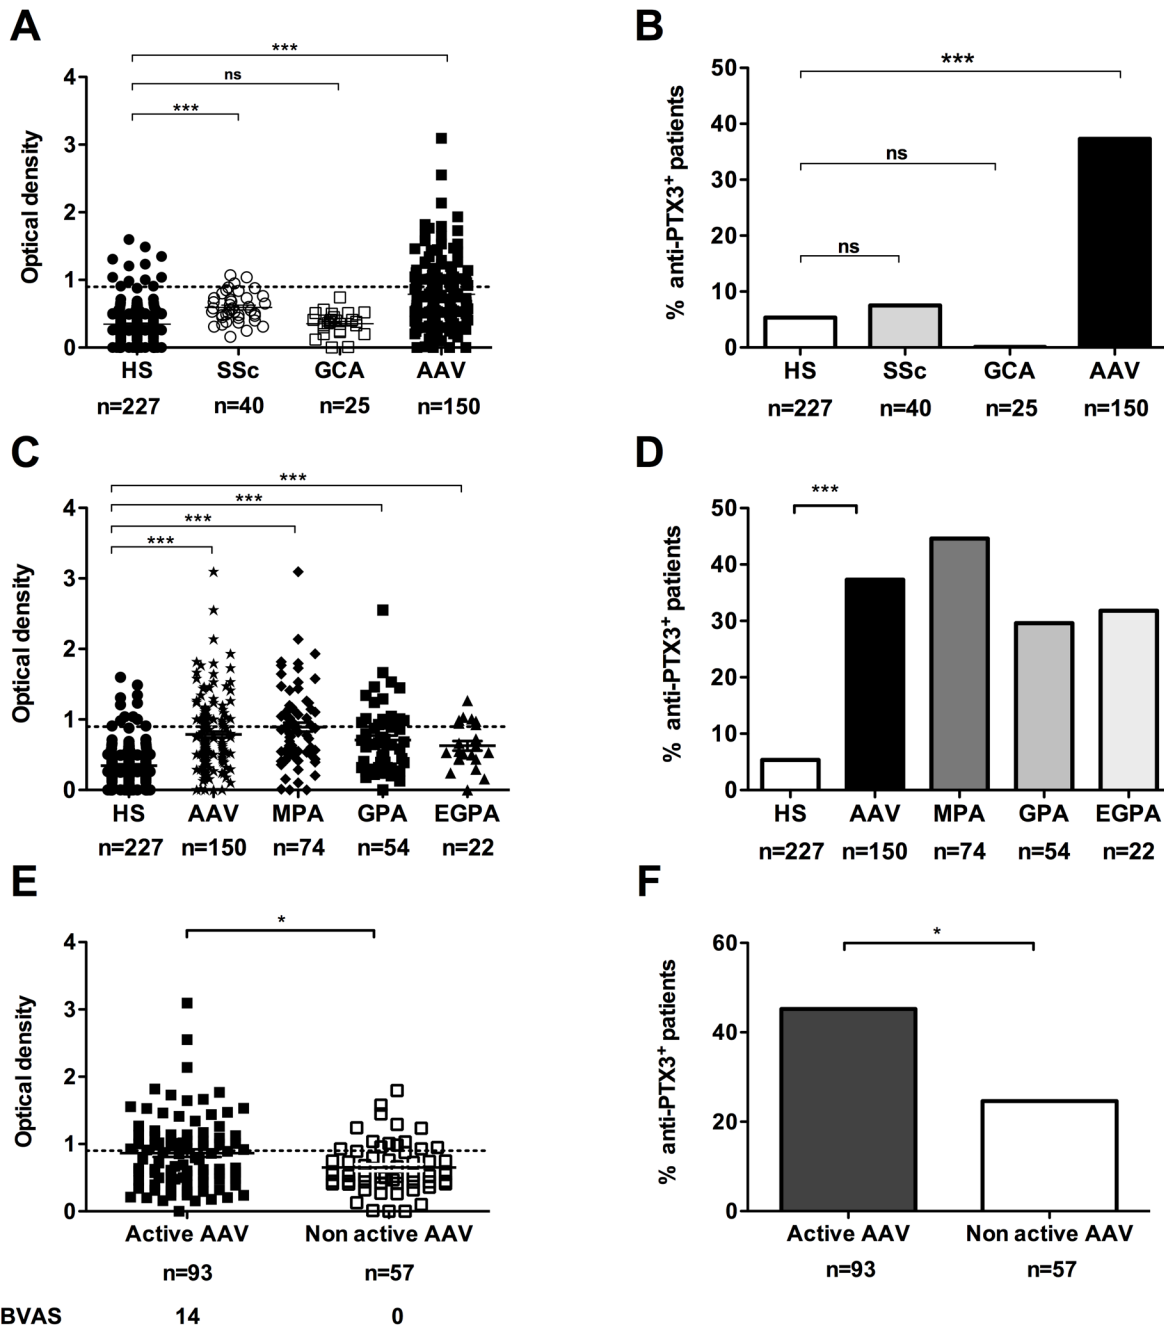 A
***
ns
***
Optical density
4
3
2
1
0
HS SSc GCA AAV
n=227 n=40 n=25 n=150
B
***
ns
ns
% anti-PTX3+ patients
50
40
30
20
10
0
HS SSc GCA AAV
n=227 n=40 n=25 n=150
C
***
***
***
***
Optical density
4
3
2
1
0
HS AAV MPA GPA EGPA
n=227 n=150 n=74 n=54 n=22
D
***
% anti-PTX3+ patients
50
40
30
20
10
0
HS AAV MPA GPA EGPA
n=227 n=150 n=74 n=54 n=22
E
*
Optical density
4
3
2
1
0
Active AAV Non active AAV
n=93 n=57
BVAS 14 0
F
*
% anti-PTX3+ patients
60
40
20
0
Active AAV Non active AAV
n=93 n=57